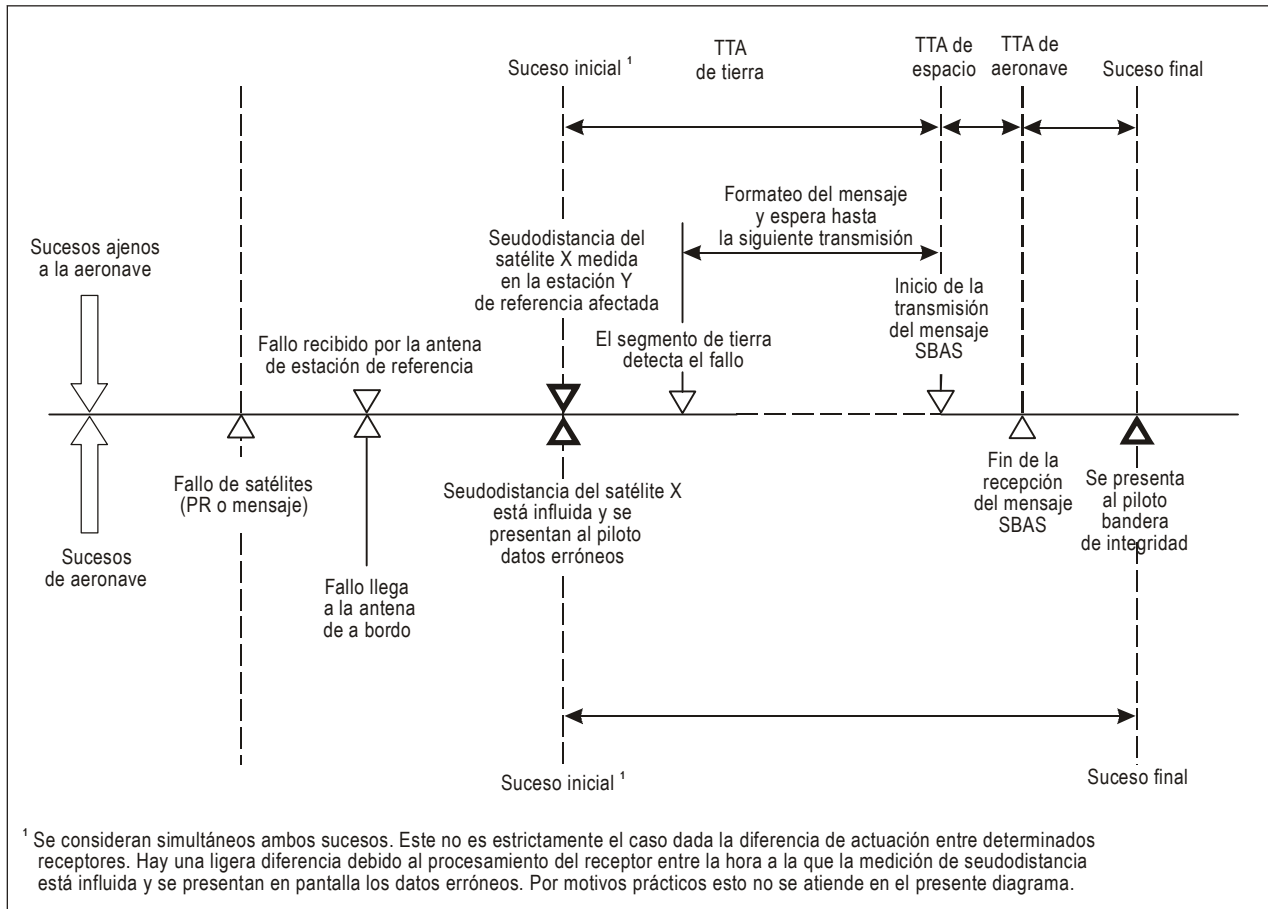 TTA
de tierra
TTA de
espacio
TTA de
aeronave
Suceso inicial ¹
Suceso final
Formateo del mensaje
y espera hasta
la siguiente transmisión
Sucesos ajenos
a la aeronave
Seudodistancia del
satélite X medida
en la estación Y
de referencia afectada
Inicio de la
transmisión
del mensaje
SBAS
Fallo recibido por la antena
de estación de referencia
El segmento de tierra
detecta el fallo
Fallo de satélites
(PR o mensaje)
Seudodistancia del satélite X
está influida y se
presentan al piloto
datos erróneos
Fin de la
recepción
del mensaje
SBAS
Se presenta
al piloto
bandera
de integridad
Sucesos
de aeronave
Fallo llega
a la antena
de a bordo
Suceso inicial ¹
Suceso final
¹ Se consideran simultáneos ambos sucesos. Este no es estrictamente el caso dada la diferencia de actuación entre determinados
receptores. Hay una ligera diferencia debido al procesamiento del receptor entre la hora a la que la medición de seudodistancia
está influida y se presentan en pantalla los datos erróneos. Por motivos prácticos esto no se atiende en el presente diagrama.